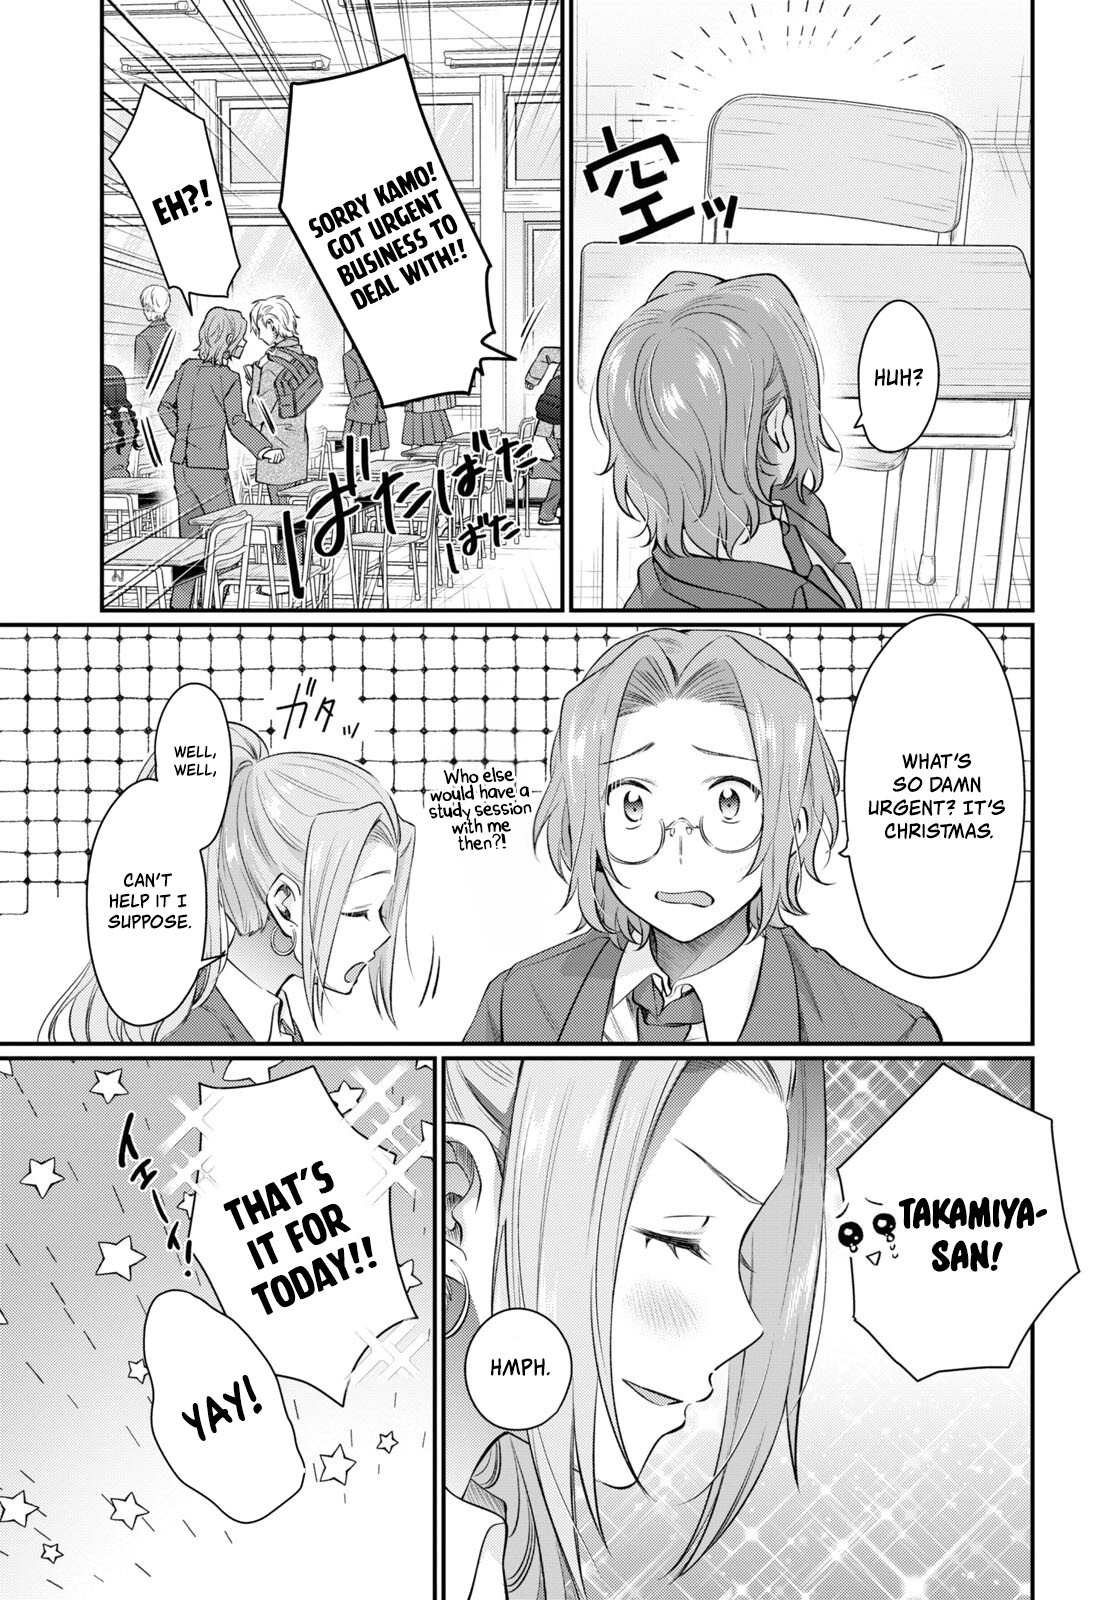 空ッ
HUH?
SORRY KAMO!
GOT URGENT
BUSINESS TO
DEAL WITH!!
EH?!
ばたばた
ばた
WHAT'S
SO DAMN
URGENT? IT'S
CHRISTMAS.
Who else
would have a
study session
with me
then?!
ガタッ
WELL,
WELL,
CAN'T
HELP IT I
SUPPOSE.
TAKAMIYA-
SAN!
HMPH.
THAT'S
IT FOR
TODAY!!
イェーイ!
YAY!